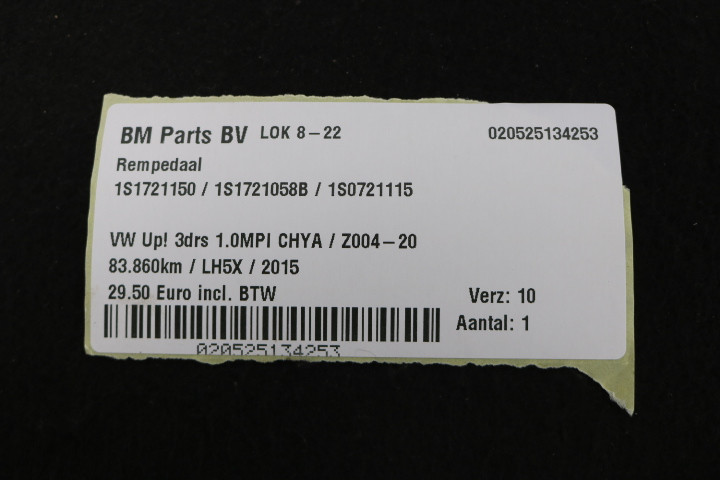 BM Parts BV LOK 8-22 020525134253
Rempedaal
1S1721150 / 1S1721058B / 1S0721115
VW Up! 3drs 1.0MPI CHYA / Z004-20
83.860km / LH5X / 2015
29.50 Euro incl. BTW Verz: 10
Aantal: 1
020525134253